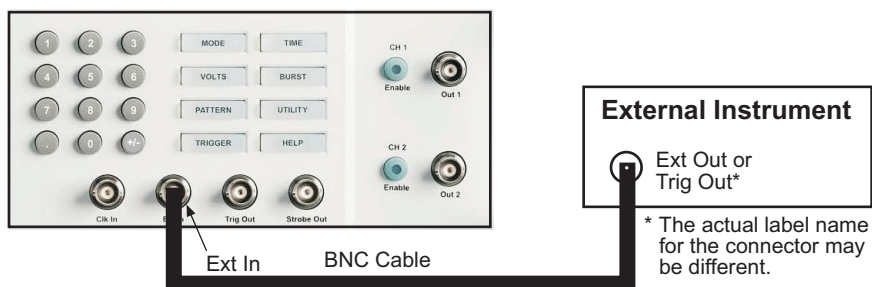 1 2 3
MODE TIME
4 5 6
VOLTS BURST
7 8 9
PATTERN UTILITY
. 0 +/-
TRIGGER HELP
CH 1
Enable
Out 1
CH 2
Enable
Out 2
Clk In
Trig Out
Strobe Out
Ext In
BNC Cable
External Instrument
Ext Out or
Trig Out*
* The actual label name
for the connector may
be different.